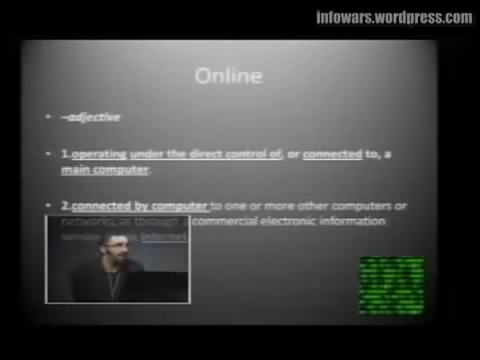 infowars.wordpress.com
Online
• –adjective
• 1.operating under the direct control of, or connected to, a
main computer.
• 2.connected by computer to one or more other computers or
networks, as through a commercial electronic information
Internet